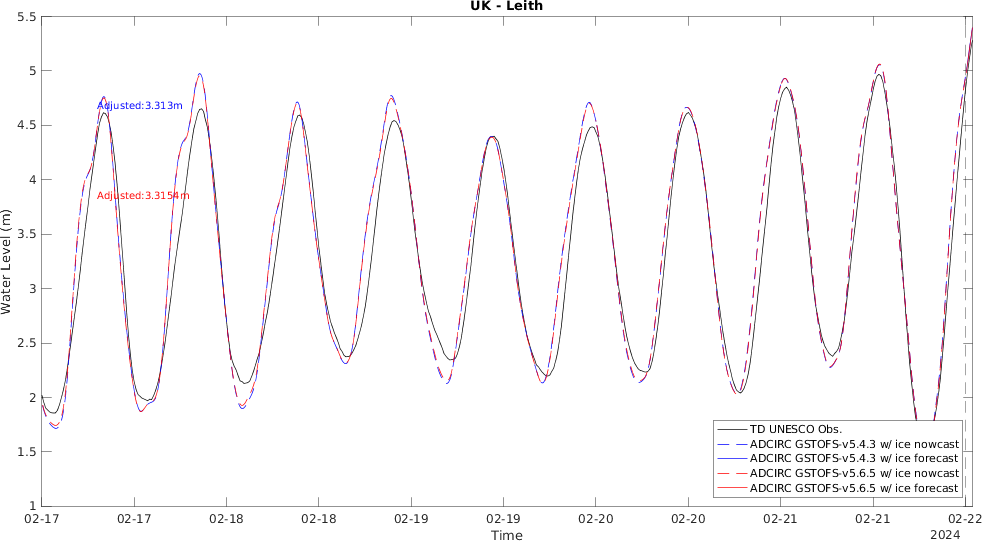 UK - Leith
5.5
5
4.5
4
3.5
3
2.5
2
1.5
1
Water Level (m)
Adjusted:3.313m
Adjusted:3.3154m
TD UNESCO Obs.
ADCIRC GSTOFS-v5.4.3 w/ ice nowcast
ADCIRC GSTOFS-v5.4.3 w/ ice forecast
ADCIRC GSTOFS-v5.6.5 w/ ice nowcast
ADCIRC GSTOFS-v5.6.5 w/ ice forecast
02-17 02-17 02-18 02-18 02-19 02-19 02-20 02-20 02-21 02-21 02-22
Time
2024